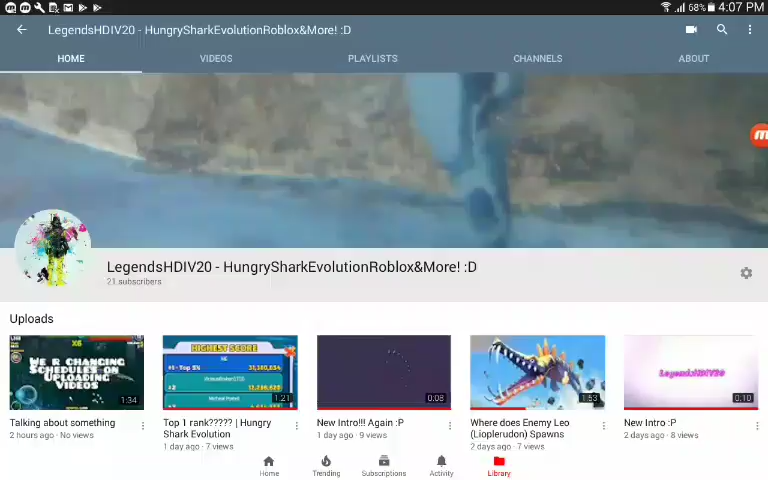 68% 4:07 PM
LegendsHDIV20 - HungrySharkEvolutionRoblox&More! :D
HOME VIDEOS PLAYLISTS CHANNELS ABOUT
LegendsHDIV20 - HungrySharkEvolutionRoblox&More! :D
21 subscribers
Uploads
X6
WE R CHANGING
SCHEDULES ON
UPLOADING
VIDEOS
1:34
HIGHEST SCORE
1:21
0:08
1:53
LegendsHDIV20
0:10
Talking about something
2 hours ago · No views
Top 1 rank????? | Hungry
Shark Evolution
1 day ago · 7 views
New Intro!!! Again :P
1 day ago · 9 views
Where does Enemy Leo
(Lioplerudon) Spawns
2 days ago · 7 views
New Intro :P
2 days ago · 8 views
Home Trending Subscriptions Activity Library